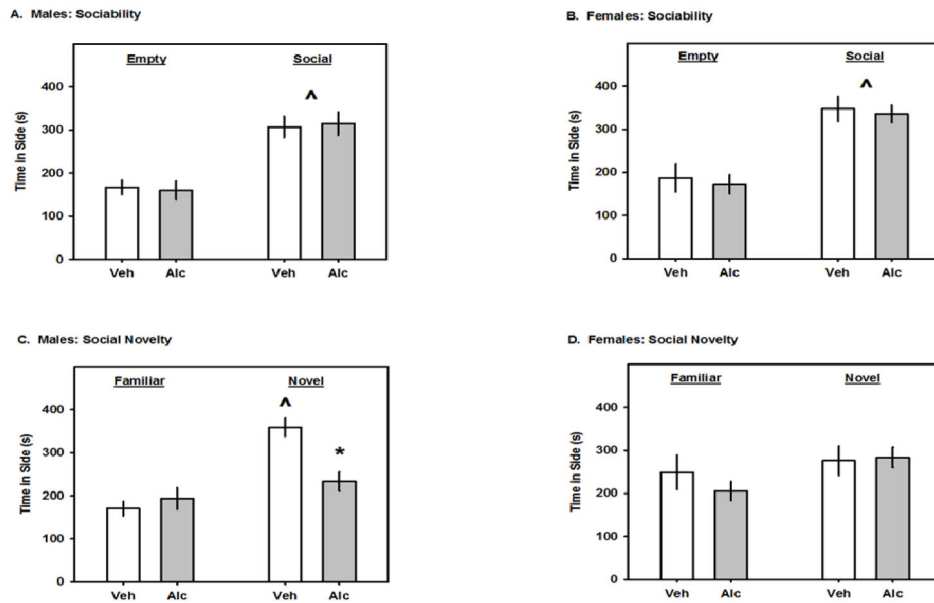 A. Males: Sociability
Empty Social
^
Time in Side (s)
400
300
200
100
0
Veh Alc Veh Alc
B. Females: Sociability
Empty Social
^
Time in Side (s)
400
300
200
100
0
Veh Alc Veh Alc
C. Males: Social Novelty
Familiar Novel
^
*
Time in Side (s)
400
300
200
100
0
Veh Alc Veh Alc
D. Females: Social Novelty
Familiar Novel
Time in Side (s)
400
300
200
100
0
Veh Alc Veh Alc